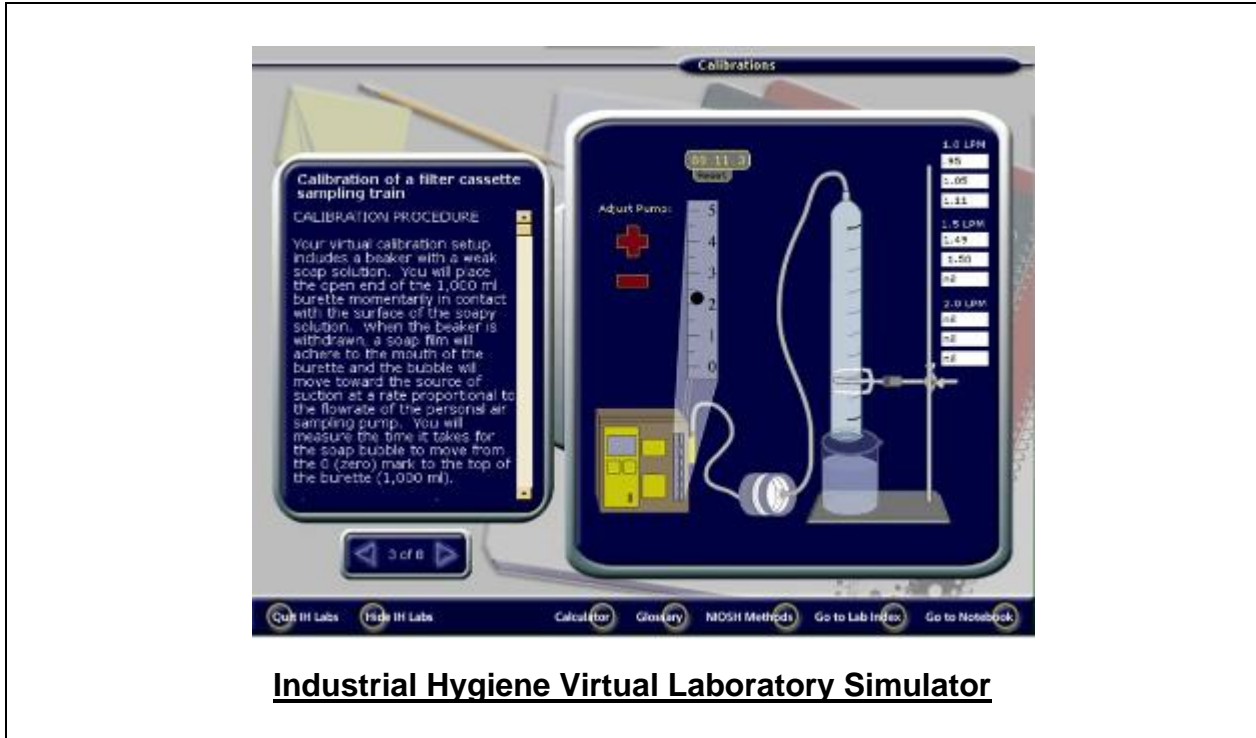 Calibrations
Calibration of a filter cassette
sampling train
CALIBRATION PROCEDURE
Your virtual calibration setup
includes a beaker with a weak
soap solution. You will place
the open end of the 1,000 ml
burette momentarily in contact
with the surface of the soapy
solution. When the beaker is
withdrawn, a soap film will
adhere to the mouth of the
burette and the bubble will
move toward the source of
suction at a rate proportional to
the flowrate of the personal air
sampling pump. You will
measure the time it takes for
the soap bubble to move from
the 0 (zero) mark to the top of
the burette (1,000 ml).
3 of 8
Reset
Adjust Pump:
5
4
3
2
1
0
1.0 LPM
.95
1.05
1.11
1.5 LPM
1.49
1.50
2.0 LPM
Quit IH Labs
Hide IH Labs
Calculator
Glossary
NIOSH Methods
Go to Lab Index
Go to Notebook
Industrial Hygiene Virtual Laboratory Simulator